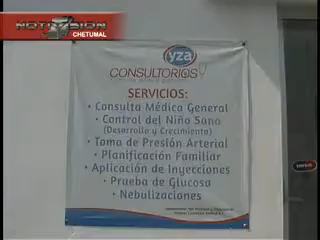 NOTIVISION
CHETUMAL
yza
CONSULTORIOS
SERVICIOS:
• Consulta Médica General
• Control del Niño Sano
(Desarrollo y Crecimiento)
• Toma de Presión Arterial
• Planificación Familiar
• Aplicación de Inyecciones
• Prueba de Glucosa
• Nebulizaciones